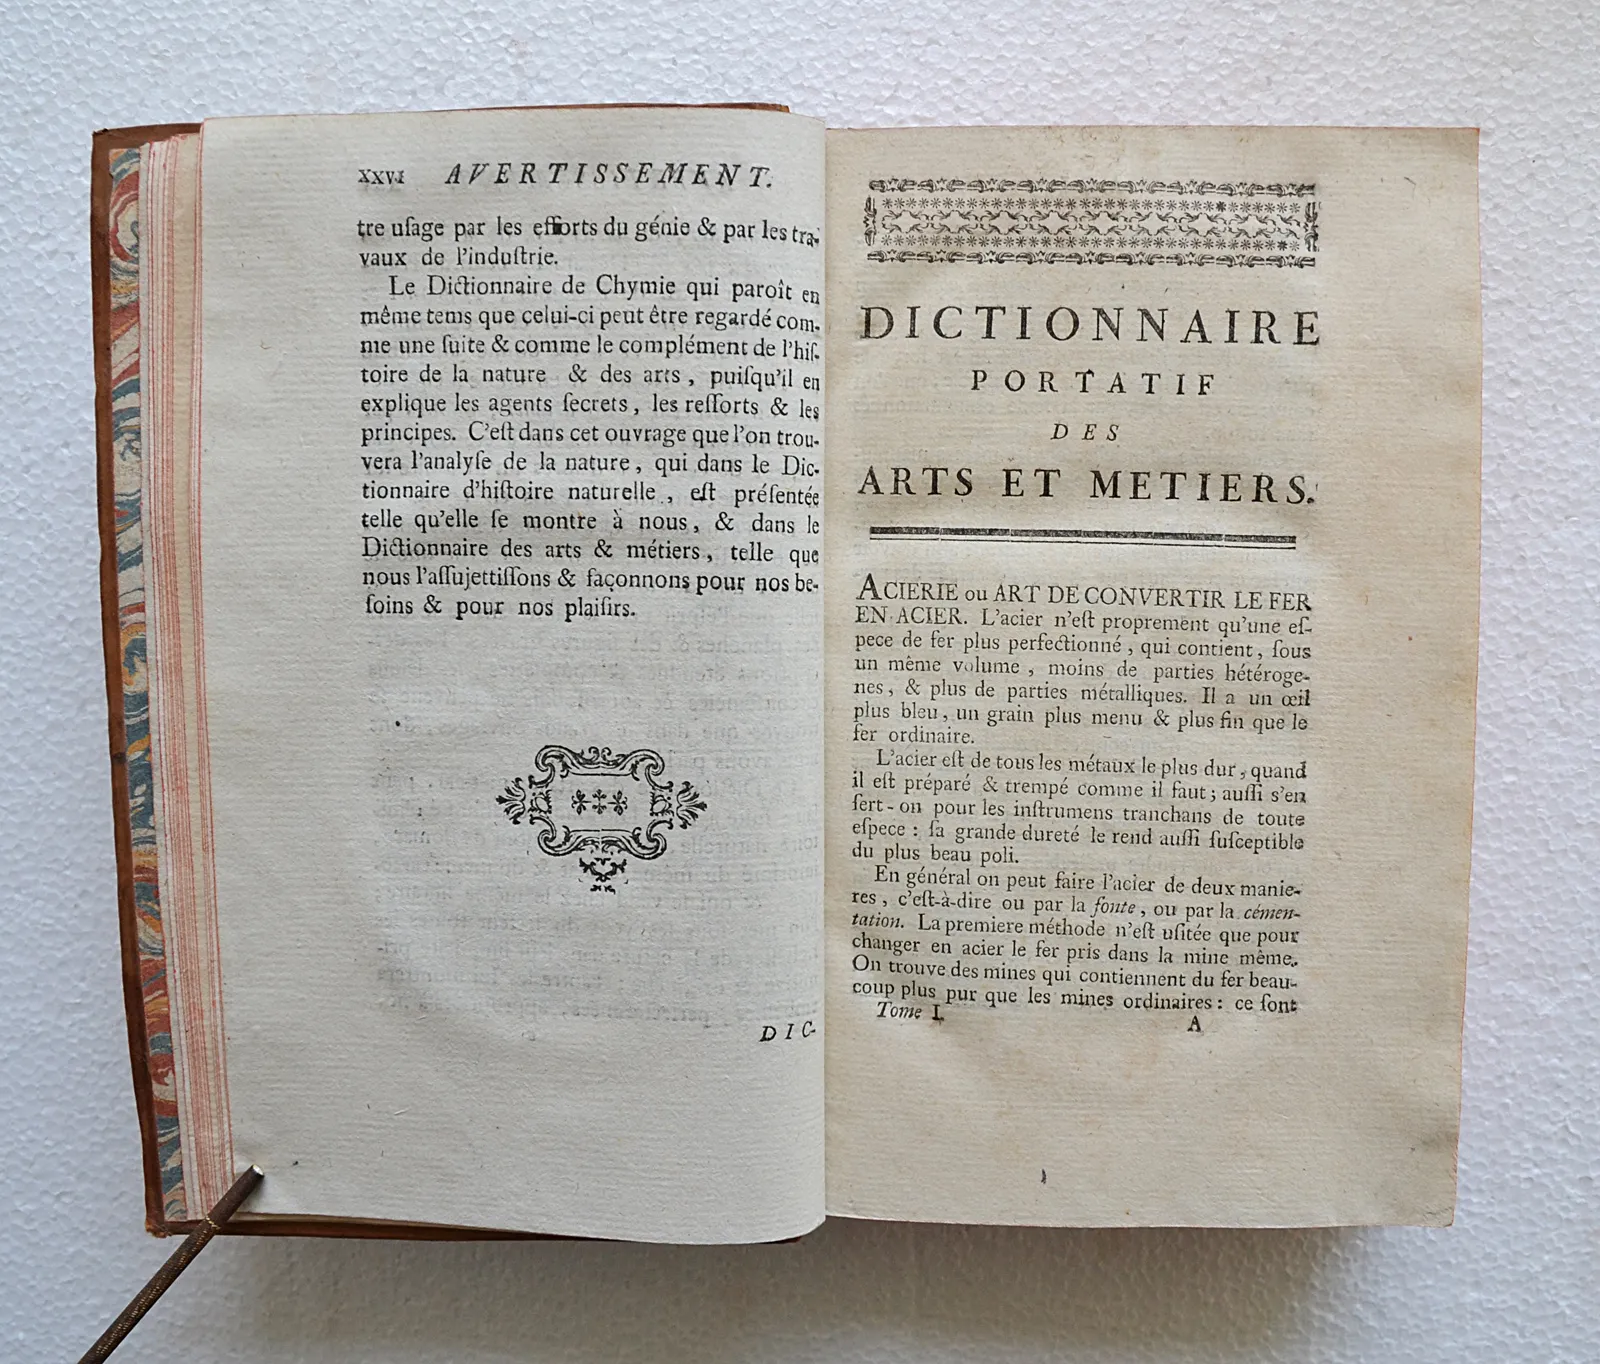 xxvi AVERTISSEMENT.
tre uſage par les efforts du génie & par les tra-
vaux de l'induſtrie.
Le Dictionnaire de Chymie qui paroît en
même tems que celui-ci peut être regardé com-
me une ſuite & comme le complément de l'hiſ-
toire de la nature & des arts, puiſqu'il en
explique les agents ſecrets, les reſſorts & les
principes. C'eſt dans cet ouvrage que l'on trou-
vera l'analyſe de la nature, qui dans le Dic-
tionnaire d'hiſtoire naturelle, eſt préſentée
telle qu'elle ſe montre à nous, & dans le
Dictionnaire des arts & métiers, telle que
nous l'aſſujettiſſons & façonnons pour nos be-
ſoins & pour nos plaiſirs.
DIC-
DICTIONNAIRE
PORTATIF
DES
ARTS ET METIERS.
ACIERIE ou ART DE CONVERTIR LE FER
EN ACIER. L'acier n'eſt proprement qu'une eſ-
pece de fer plus perfectionné, qui contient, ſous
un même volume, moins de parties hétéroge-
nes, & plus de parties métalliques. Il a un œil
plus bleu, un grain plus menu & plus fin que le
fer ordinaire.
L'acier eſt de tous les métaux le plus dur, quand
il eſt préparé & trempé comme il faut; auſſi s'en
ſert-on pour les inſtrumens tranchans de toute
eſpece : ſa grande dureté le rend auſſi ſuſceptible
du plus beau poli.
En général on peut faire l'acier de deux manie-
res, c'eſt-à-dire ou par la fonte, ou par la cémen-
tation. La premiere méthode n'eſt uſitée que pour
changer en acier le fer pris dans la mine même.
On trouve des mines qui contiennent du fer beau-
coup plus pur que les mines ordinaires : ce ſont
Tome I. A